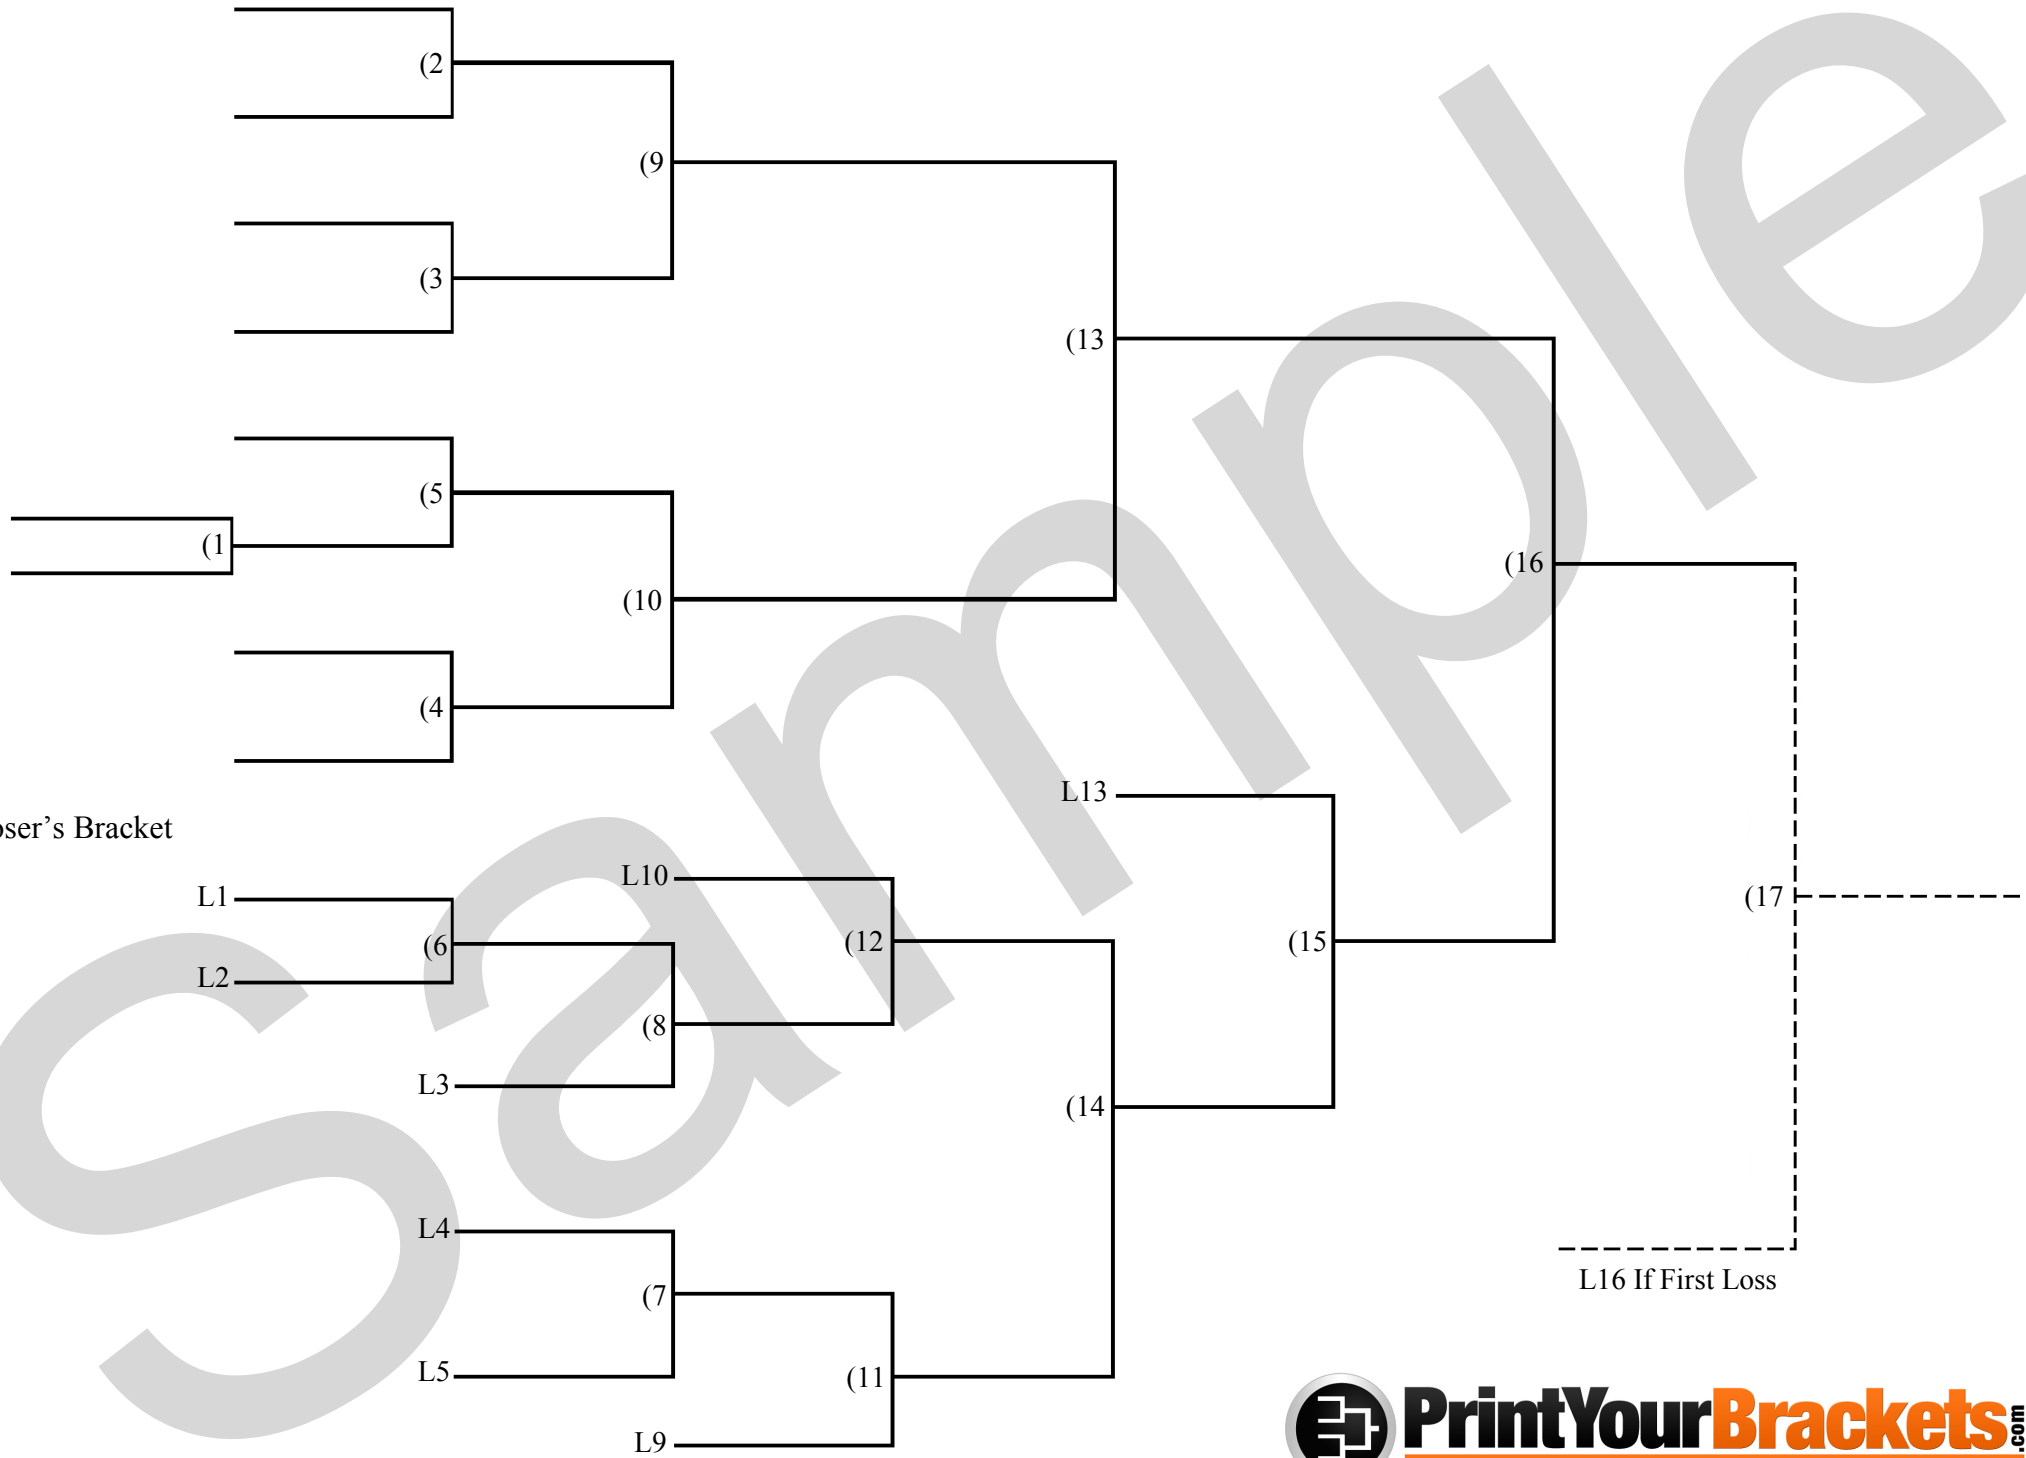 (2
(9
(3
(13
(5
(1
(16
(10
(4
L13
oser’s Bracket
L10
L1
(17
(12
(15
(6
L2
(8
L3
(14
L4
L16 If First Loss
(7
L5
(11
L9
PrintYourBrackets.com
Sample